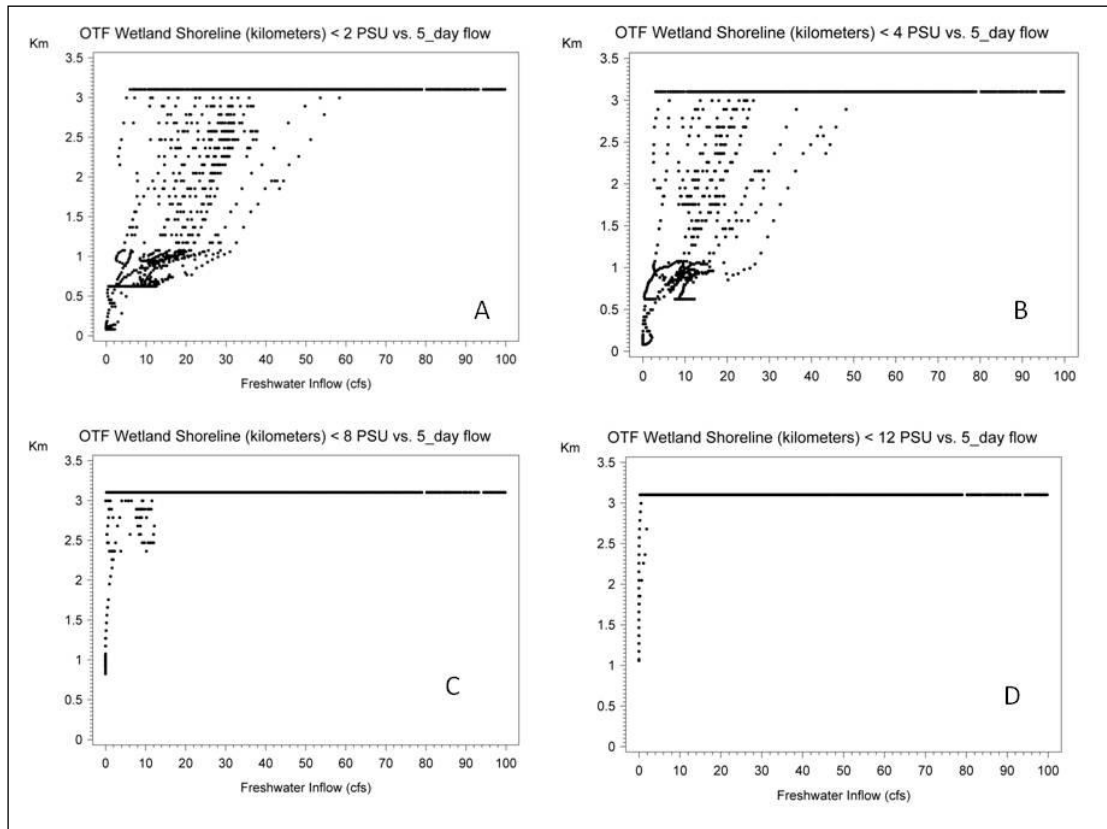 OTF Wetland Shoreline (kilometers) < 2 PSU vs. 5_day flow
Km
3.5
3
2.5
2
1.5
1
0.5
0
A
0 10 20 30 40 50 60 70 80 90 100
Freshwater Inflow (cfs)
OTF Wetland Shoreline (kilometers) < 4 PSU vs. 5_day flow
Km
3.5
3
2.5
2
1.5
1
0.5
0
B
0 10 20 30 40 50 60 70 80 90 100
OTF Wetland Shoreline (kilometers) < 8 PSU vs. 5_day flow
Km
3.5
3
2.5
2
1.5
1
0.5
0
C
0 10 20 30 40 50 60 70 80 90 100
Freshwater Inflow (cfs)
OTF Wetland Shoreline (kilometers) < 12 PSU vs. 5_day flow
Km
3.5
3
2.5
2
1.5
1
0.5
0
D
0 10 20 30 40 50 60 70 80 90 100
Freshwater Inflow (cfs)